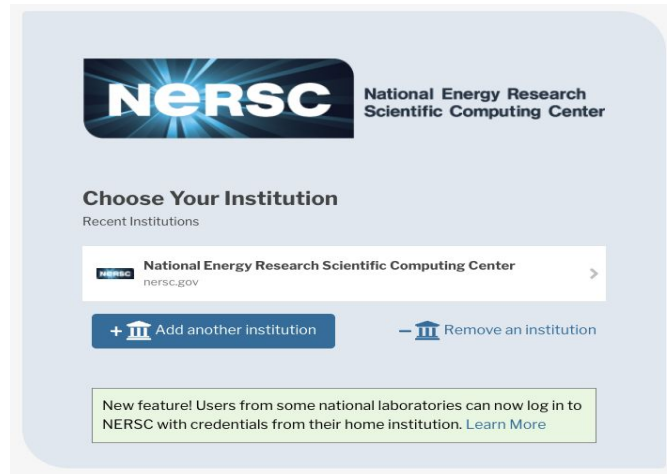 NERSC
National Energy Research
Scientific Computing Center
Choose Your Institution
Recent Institutions
NERSC
National Energy Research Scientific Computing Center
nersc.gov
+ Add another institution
− Remove an institution
New feature! Users from some national laboratories can now log in to
NERSC with credentials from their home institution. Learn More